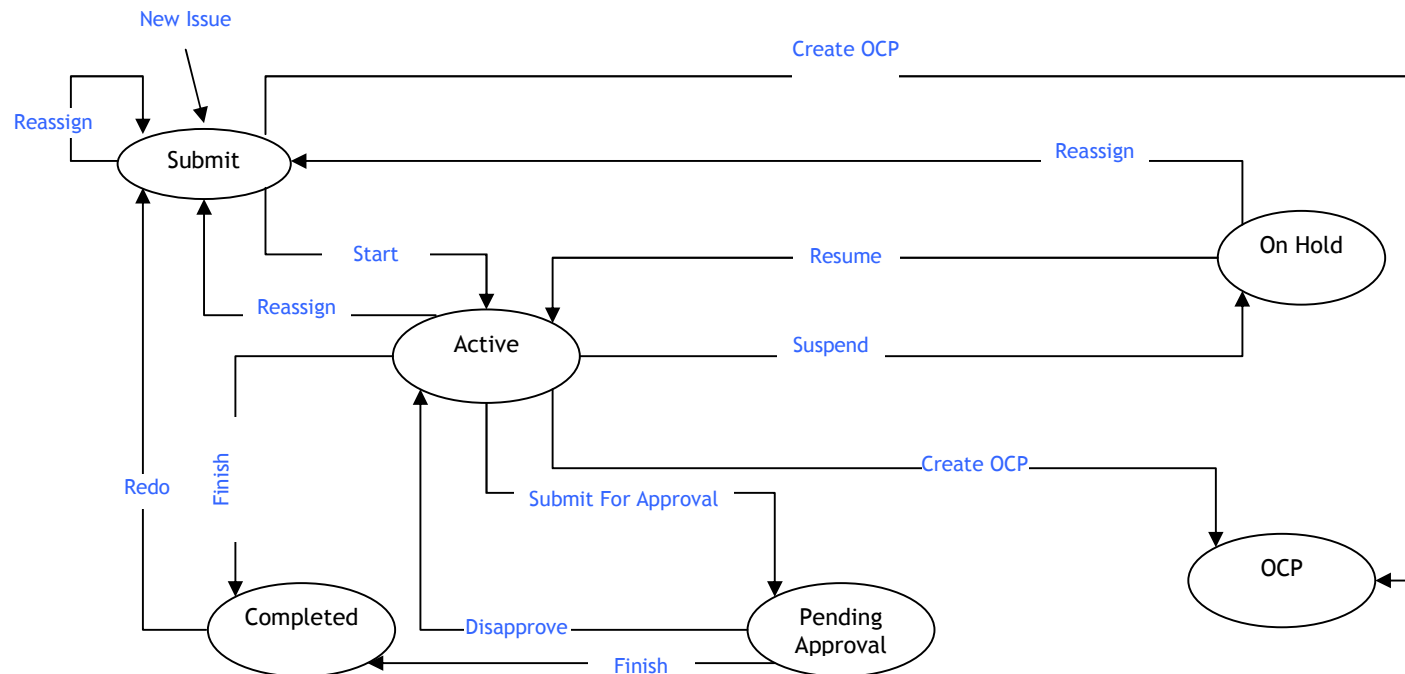 New Issue
Create OCP
Reassign
Submit
Reassign
On Hold
Start
Resume
Reassign
Active
Suspend
Finish
Create OCP
Redo
Submit For Approval
OCP
Completed
Pending
Approval
Disapprove
Finish